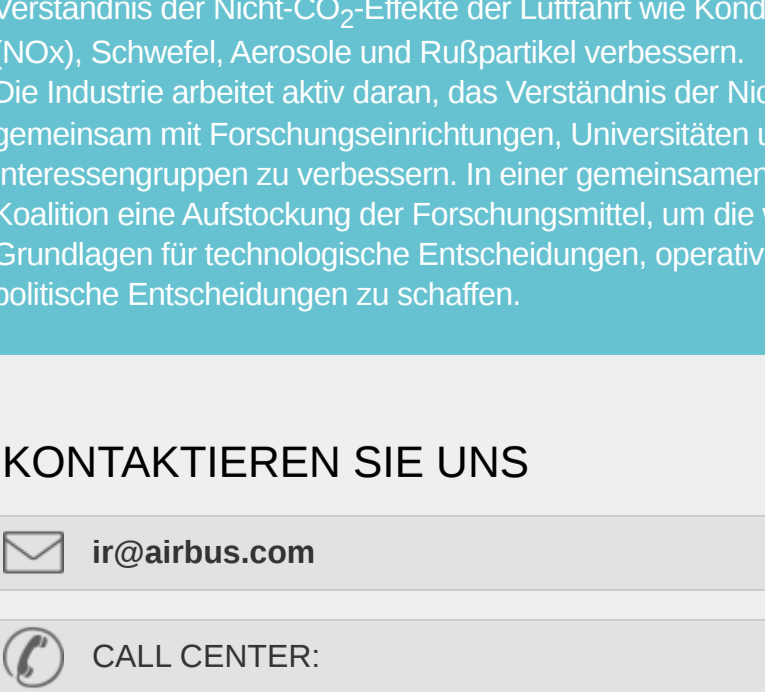 Verständnis der Nicht-CO₂-Effekte der Luftfahrt wie Kond
(NOx), Schwefel, Aerosole und Rußpartikel verbessern.
Die Industrie arbeitet aktiv daran, das Verständnis der Nic
gemeinsam mit Forschungseinrichtungen, Universitäten u
Interessengruppen zu verbessern. In einer gemeinsamen
Koalition eine Aufstockung der Forschungsmittel, um die w
Grundlagen für technologische Entscheidungen, operativ
politische Entscheidungen zu schaffen.
KONTAKTIEREN SIE UNS
ir@airbus.com
CALL CENTER: